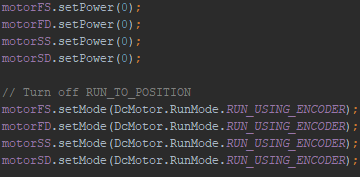 motorFS.setPower(0);
motorFD.setPower(0);
motorSS.setPower(0);
motorSD.setPower(0);
// Turn off RUN_TO_POSITION
motorFS.setMode(DcMotor.RunMode.RUN_USING_ENCODER);
motorFD.setMode(DcMotor.RunMode.RUN_USING_ENCODER);
motorSS.setMode(DcMotor.RunMode.RUN_USING_ENCODER);
motorSD.setMode(DcMotor.RunMode.RUN_USING_ENCODER);